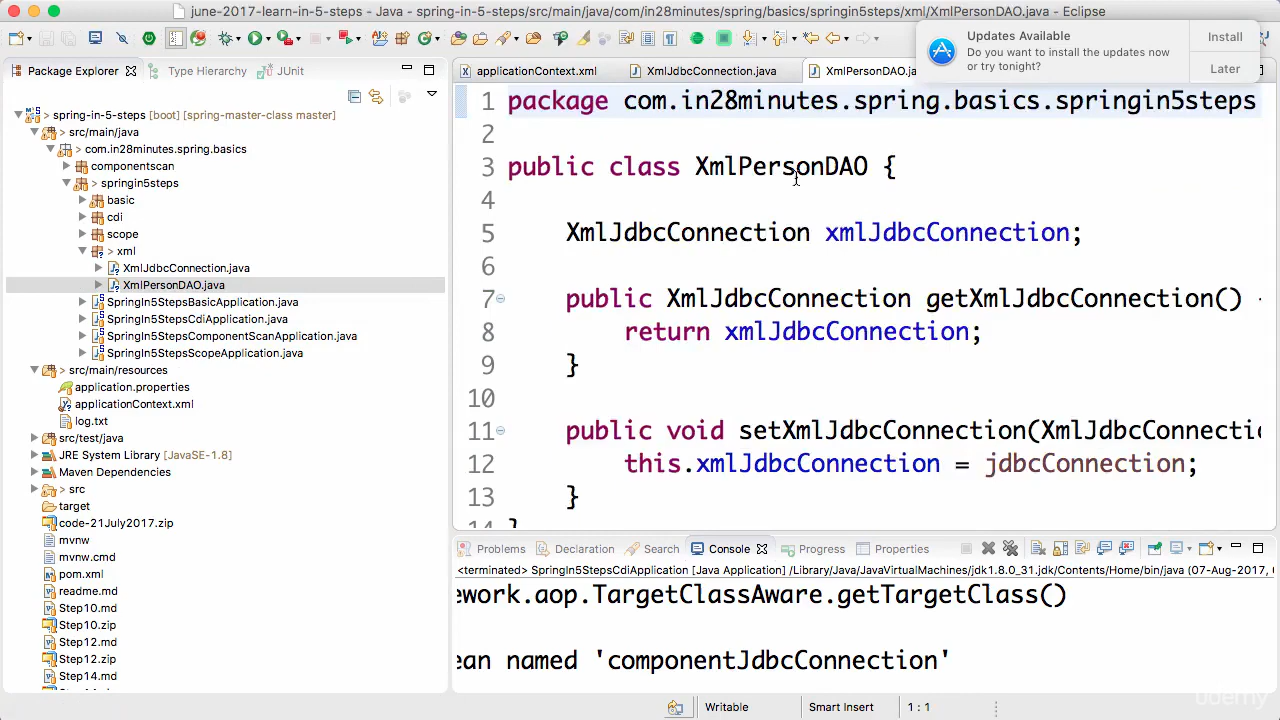 june-2017-learn-in-5-steps - Java - spring-in-5-steps/src/main/java/com/in28minutes/spring/basics/springin5steps/xml/XmlPersonDAO.java - Eclipse
Updates Available
Do you want to install the updates now
or try tonight?
Install
Later
Package Explorer
Type Hierarchy
JUnit
applicationContext.xml
XmlJdbcConnection.java
XmlPersonDAO.ja
> spring-in-5-steps [boot] [spring-master-class master]
> src/main/java
> com.in28minutes.spring.basics
componentscan
> springin5steps
basic
cdi
scope
> xml
XmlJdbcConnection.java
XmlPersonDAO.java
SpringIn5StepsBasicApplication.java
SpringIn5StepsCdiApplication.java
SpringIn5StepsComponentScanApplication.java
SpringIn5StepsScopeApplication.java
> src/main/resources
application.properties
applicationContext.xml
log.txt
src/test/java
JRE System Library [JavaSE-1.8]
Maven Dependencies
> src
target
code-21July2017.zip
mvnw
mvnw.cmd
pom.xml
readme.md
Step10.md
Step10.zip
Step12.md
Step12.zip
Step14.md
1 package com.in28minutes.spring.basics.springin5steps
2
3 public class XmlPersonDAO {
4
5 XmlJdbcConnection xmlJdbcConnection;
6
7 public XmlJdbcConnection getXmlJdbcConnection() {
8 return xmlJdbcConnection;
9 }
10
11 public void setXmlJdbcConnection(XmlJdbcConnectio
12 this.xmlJdbcConnection = jdbcConnection;
13 }
14 }
Problems
Declaration
Search
Console
Progress
Properties
<terminated> SpringIn5StepsCdiApplication [Java Application] /Library/Java/JavaVirtualMachines/jdk1.8.0_31.jdk/Contents/Home/bin/java (07-Aug-2017,
ework.aop.TargetClassAware.getTargetClass()
ean named 'componentJdbcConnection'
Writable
Smart Insert
1 : 1
udemy